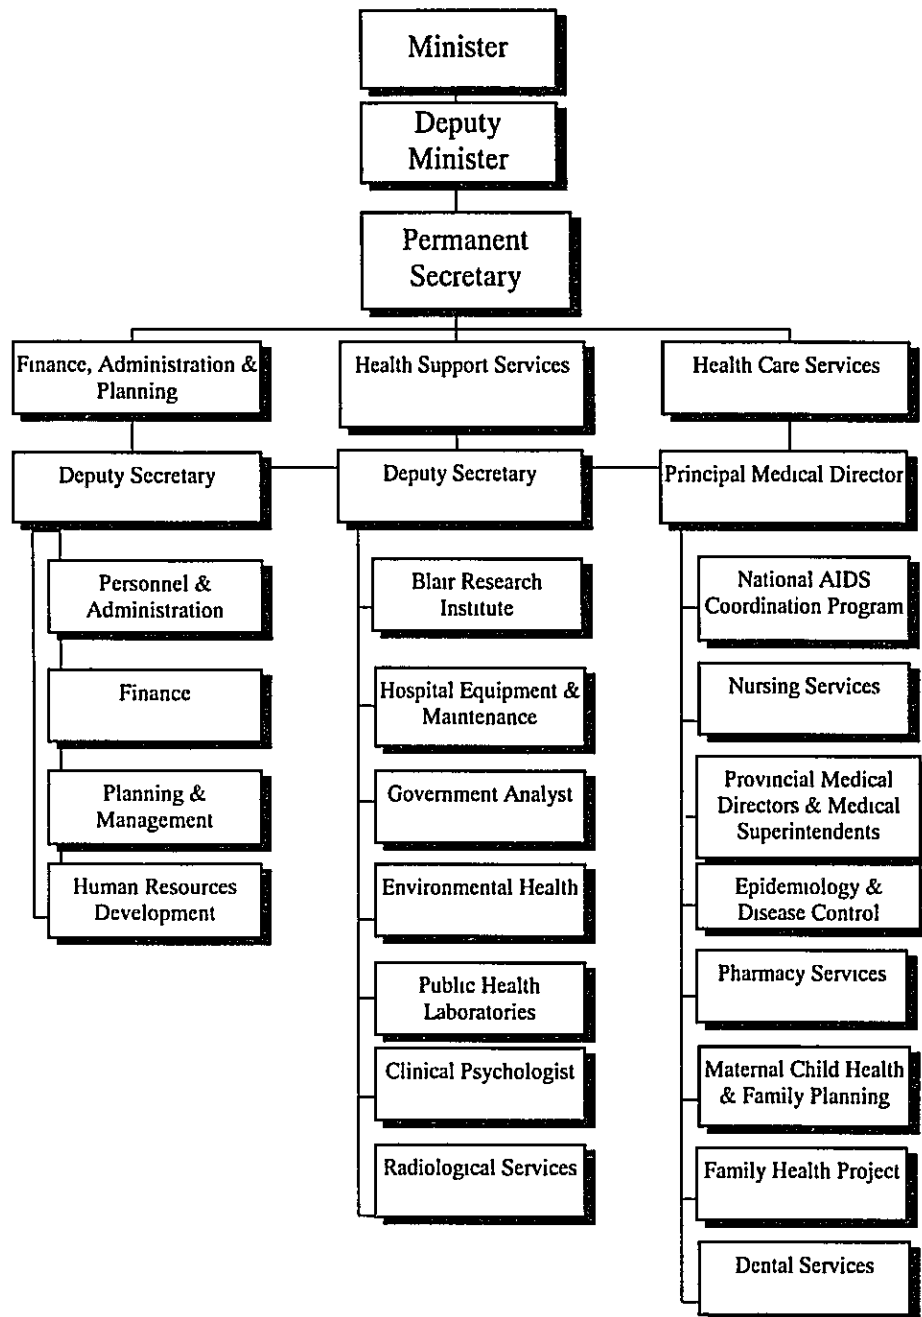 Minister
Deputy
Minister
Permanent
Secretary
Finance, Administration &
Planning
Health Support Services
Health Care Services
Deputy Secretary
Deputy Secretary
Principal Medical Director
Personnel &
Administration
Finance
Planning &
Management
Human Resources
Development
Blair Research
Institute
Hospital Equipment &
Maintenance
Government Analyst
Environmental Health
Public Health
Laboratories
Clinical Psychologist
Radiological Services
National AIDS
Coordination Program
Nursing Services
Provincial Medical
Directors & Medical
Superintendents
Epidemiology &
Disease Control
Pharmacy Services
Maternal Child Health
& Family Planning
Family Health Project
Dental Services